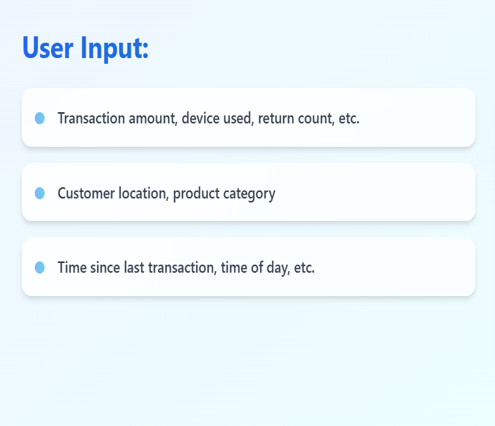 User Input:
Transaction amount, device used, return count, etc.
Customer location, product category
Time since last transaction, time of day, etc.